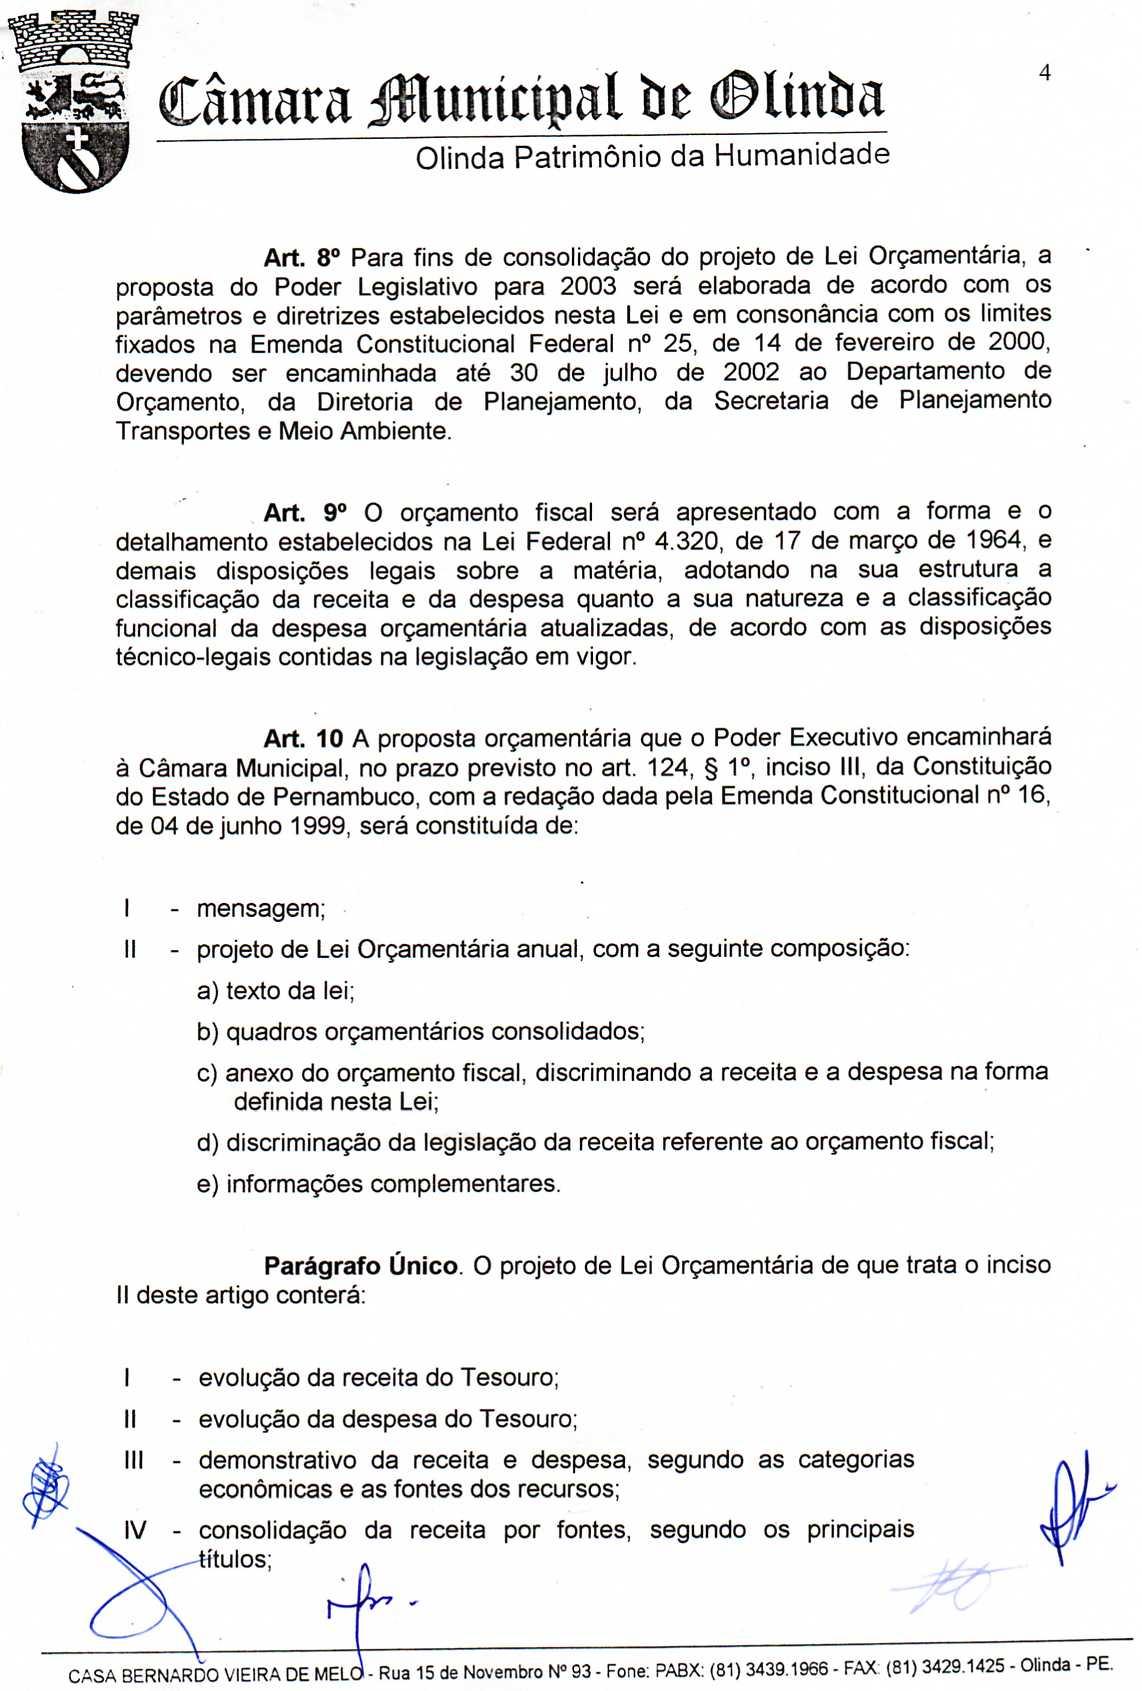 4
Câmara Municipal de Olinda
Olinda Patrimônio da Humanidade
Art. 8º Para fins de consolidação do projeto de Lei Orçamentária, a
proposta do Poder Legislativo para 2003 será elaborada de acordo com os
parâmetros e diretrizes estabelecidos nesta Lei e em consonância com os limites
fixados na Emenda Constitucional Federal nº 25, de 14 de fevereiro de 2000,
devendo ser encaminhada até 30 de julho de 2002 ao Departamento de
Orçamento, da Diretoria de Planejamento, da Secretaria de Planejamento
Transportes e Meio Ambiente.
Art. 9º O orçamento fiscal será apresentado com a forma e o
detalhamento estabelecidos na Lei Federal nº 4.320, de 17 de março de 1964, e
demais disposições legais sobre a matéria, adotando na sua estrutura a
classificação da receita e da despesa quanto a sua natureza e a classificação
funcional da despesa orçamentária atualizadas, de acordo com as disposições
técnico-legais contidas na legislação em vigor.
Art. 10 A proposta orçamentária que o Poder Executivo encaminhará
à Câmara Municipal, no prazo previsto no art. 124, § 1º, inciso III, da Constituição
do Estado de Pernambuco, com a redação dada pela Emenda Constitucional nº 16,
de 04 de junho 1999, será constituída de:
I - mensagem;
II - projeto de Lei Orçamentária anual, com a seguinte composição:
a) texto da lei;
b) quadros orçamentários consolidados;
c) anexo do orçamento fiscal, discriminando a receita e a despesa na forma
definida nesta Lei;
d) discriminação da legislação da receita referente ao orçamento fiscal;
e) informações complementares.
Parágrafo Único. O projeto de Lei Orçamentária de que trata o inciso
II deste artigo conterá:
I - evolução da receita do Tesouro;
II - evolução da despesa do Tesouro;
III - demonstrativo da receita e despesa, segundo as categorias
econômicas e as fontes dos recursos;
IV - consolidação da receita por fontes, segundo os principais
títulos;
CASA BERNARDO VIEIRA DE MELO - Rua 15 de Novembro Nº 93 - Fone: PABX: (81) 3439.1966 - FAX: (81) 3429.1425 - Olinda - PE.